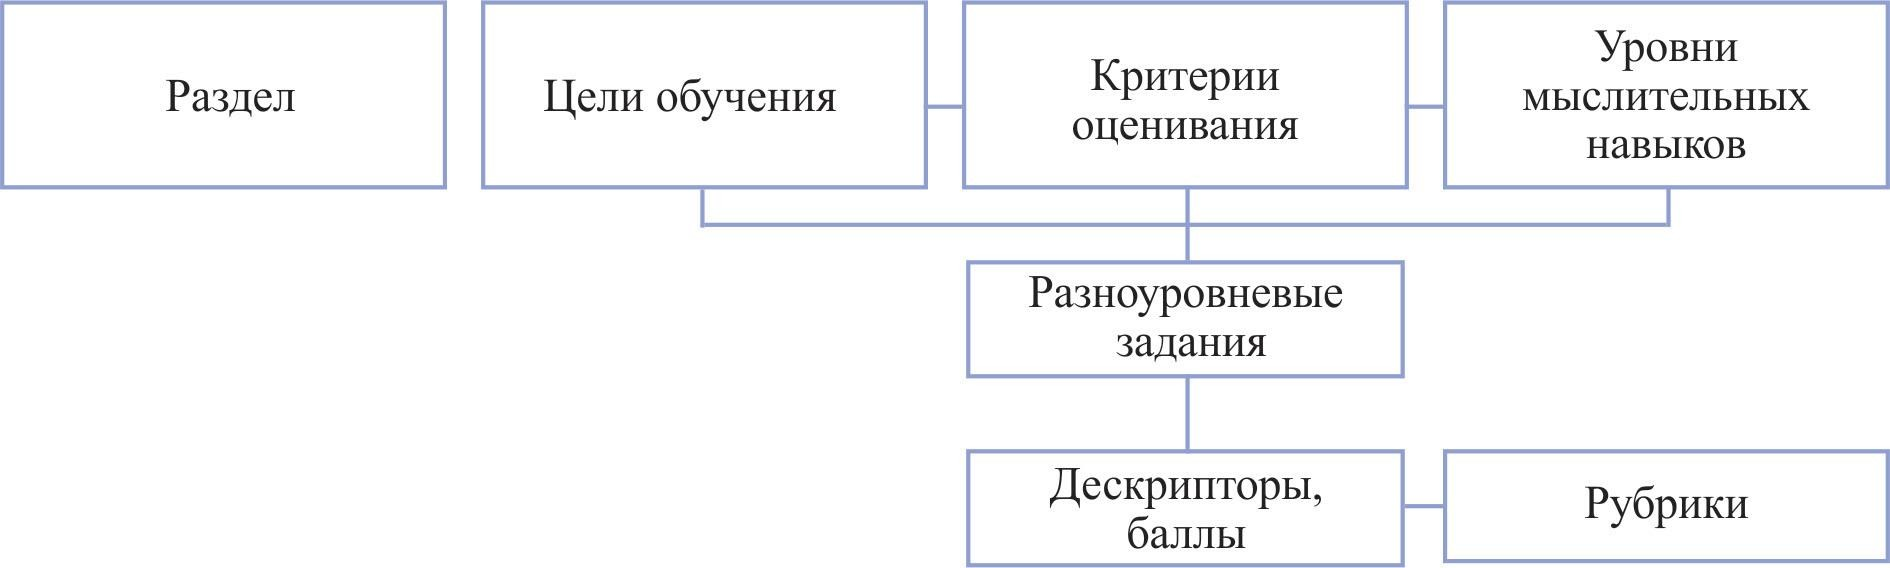 Раздел
Цели обучения
Критерии
оценивания
Уровни
мыслительных
навыков
Разноуровневые
задания
Дескрипторы,
баллы
Рубрики